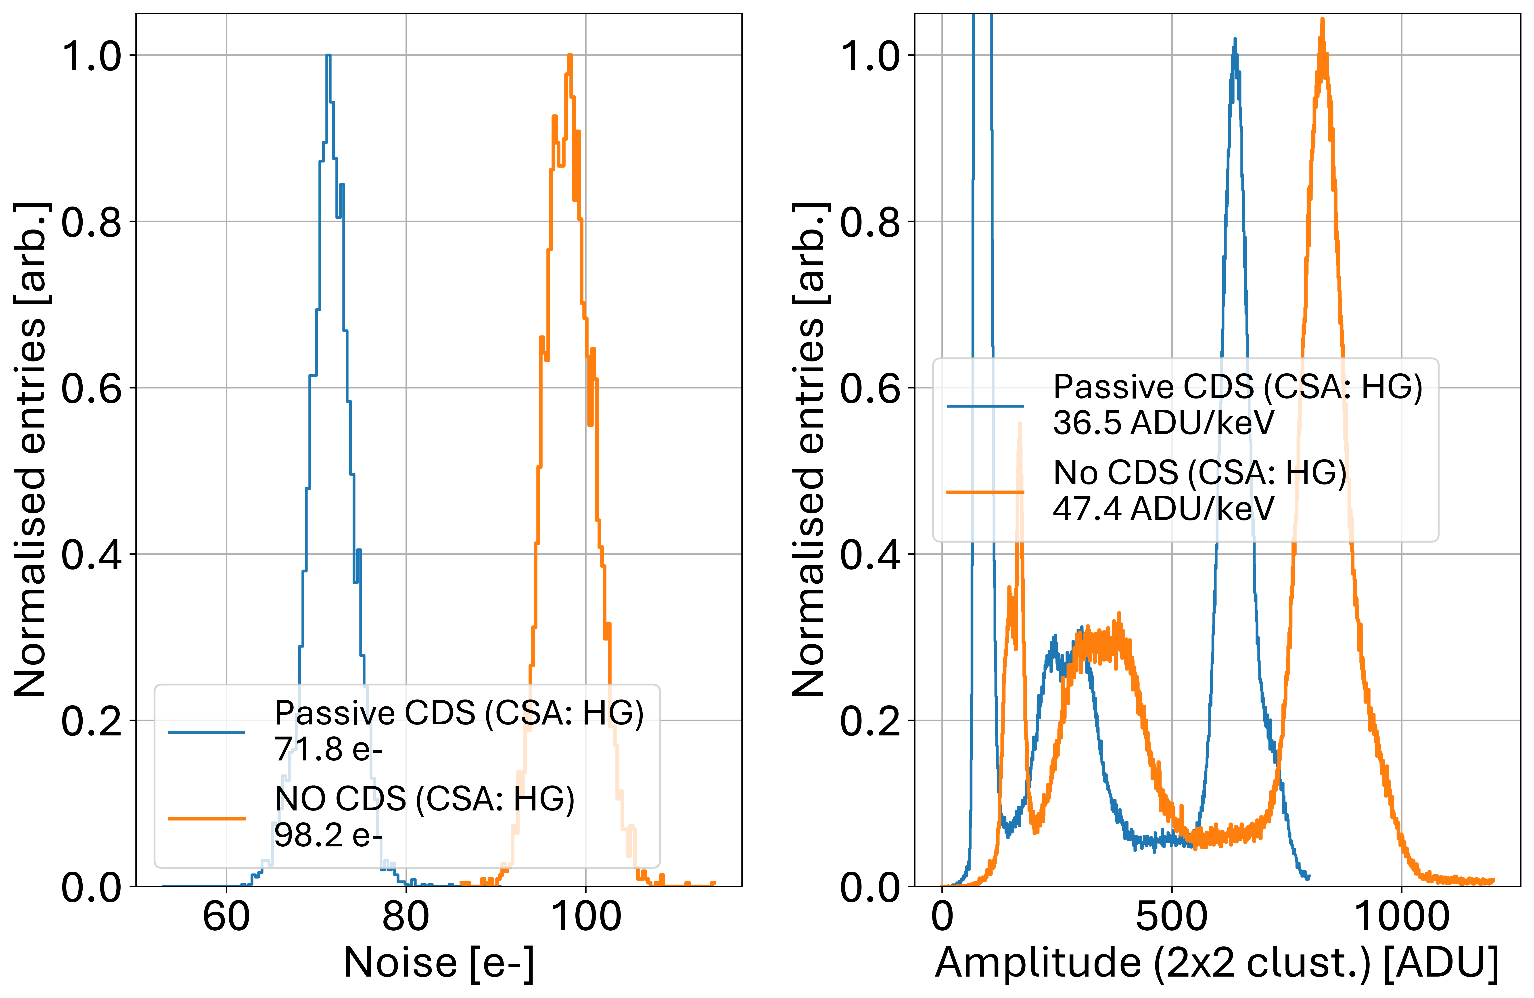 Normalised entries [arb.]
1.0
0.8
0.6
0.4
0.2
0.0
Passive CDS (CSA: HG)
71.8 e-
NO CDS (CSA: HG)
98.2 e-
60 80 100
Noise [e-]
Normalised entries [arb.]
1.0
0.8
0.6
0.4
0.2
0.0
Passive CDS (CSA: HG)
36.5 ADU/keV
No CDS (CSA: HG)
47.4 ADU/keV
0 500 1000
Amplitude (2x2 clust.) [ADU]